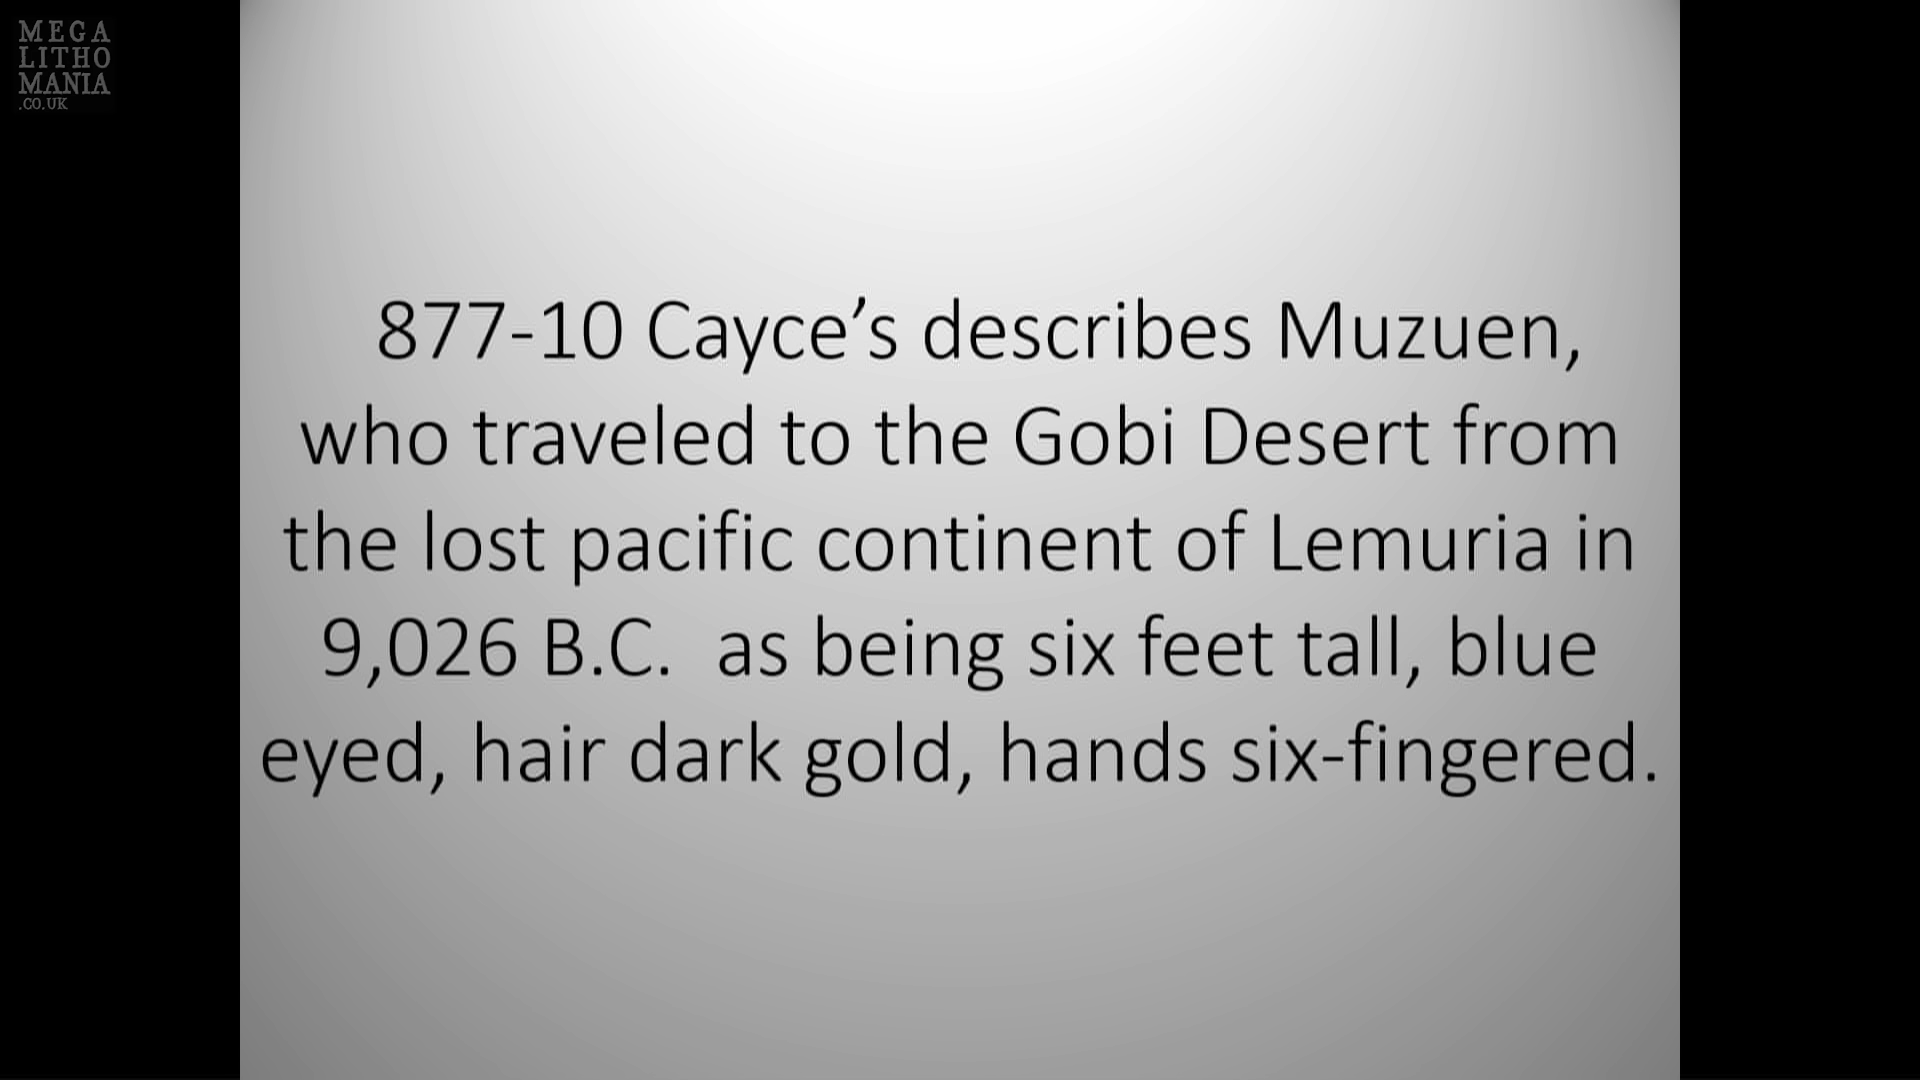 MEGA
LITHO
MANIA
.CO.UK
877-10 Cayce’s describes Muzuen,
who traveled to the Gobi Desert from
the lost pacific continent of Lemuria in
9,026 B.C.  as being six feet tall, blue
eyed, hair dark gold, hands six-fingered.